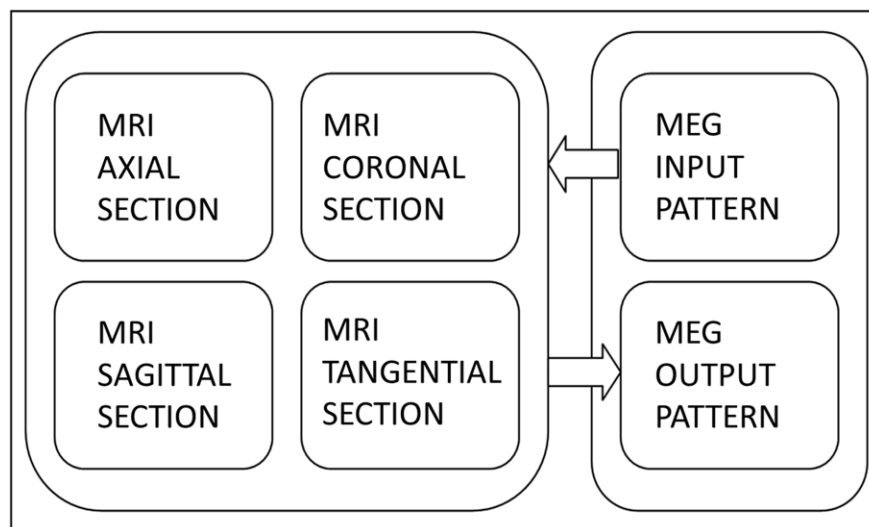 MRI
AXIAL
SECTION
MRI
CORONAL
SECTION
MEG
INPUT
PATTERN
MRI
SAGITTAL
SECTION
MRI
TANGENTIAL
SECTION
MEG
OUTPUT
PATTERN